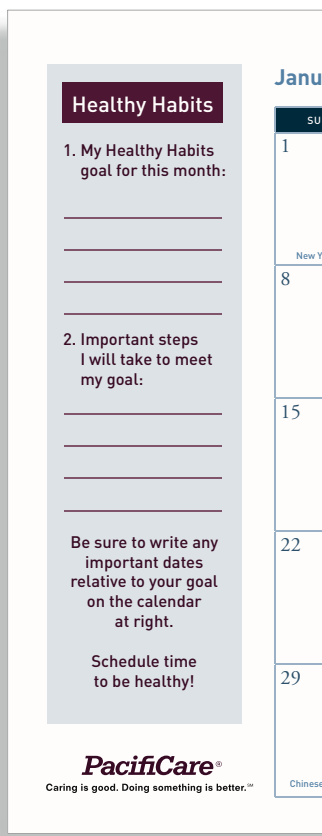 Healthy Habits
1. My Healthy Habits
goal for this month:
2. Important steps
I will take to meet
my goal:
Be sure to write any
important dates
relative to your goal
on the calendar
at right.
Schedule time
to be healthy!
PacifiCare®
Caring is good. Doing something is better.℠
Janu
SU
1
New Y
8
15
22
29
Chinese